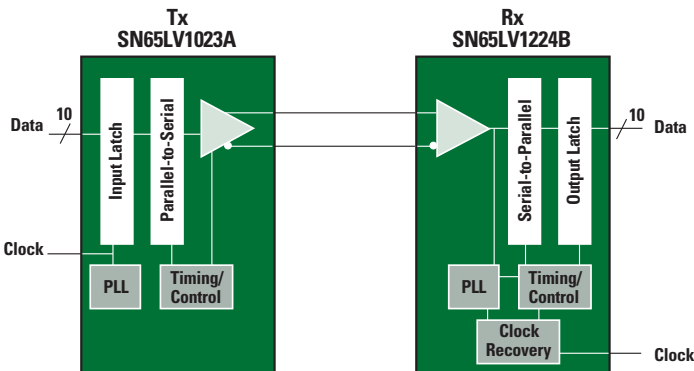 Tx
SN65LV1023A
Rx
SN65LV1224B
Data
10
Input Latch
Parallel-to-Serial
Clock
PLL
Timing/
Control
Serial-to-Parallel
Output Latch
10
Data
PLL
Timing/
Control
Clock
Recovery
Clock